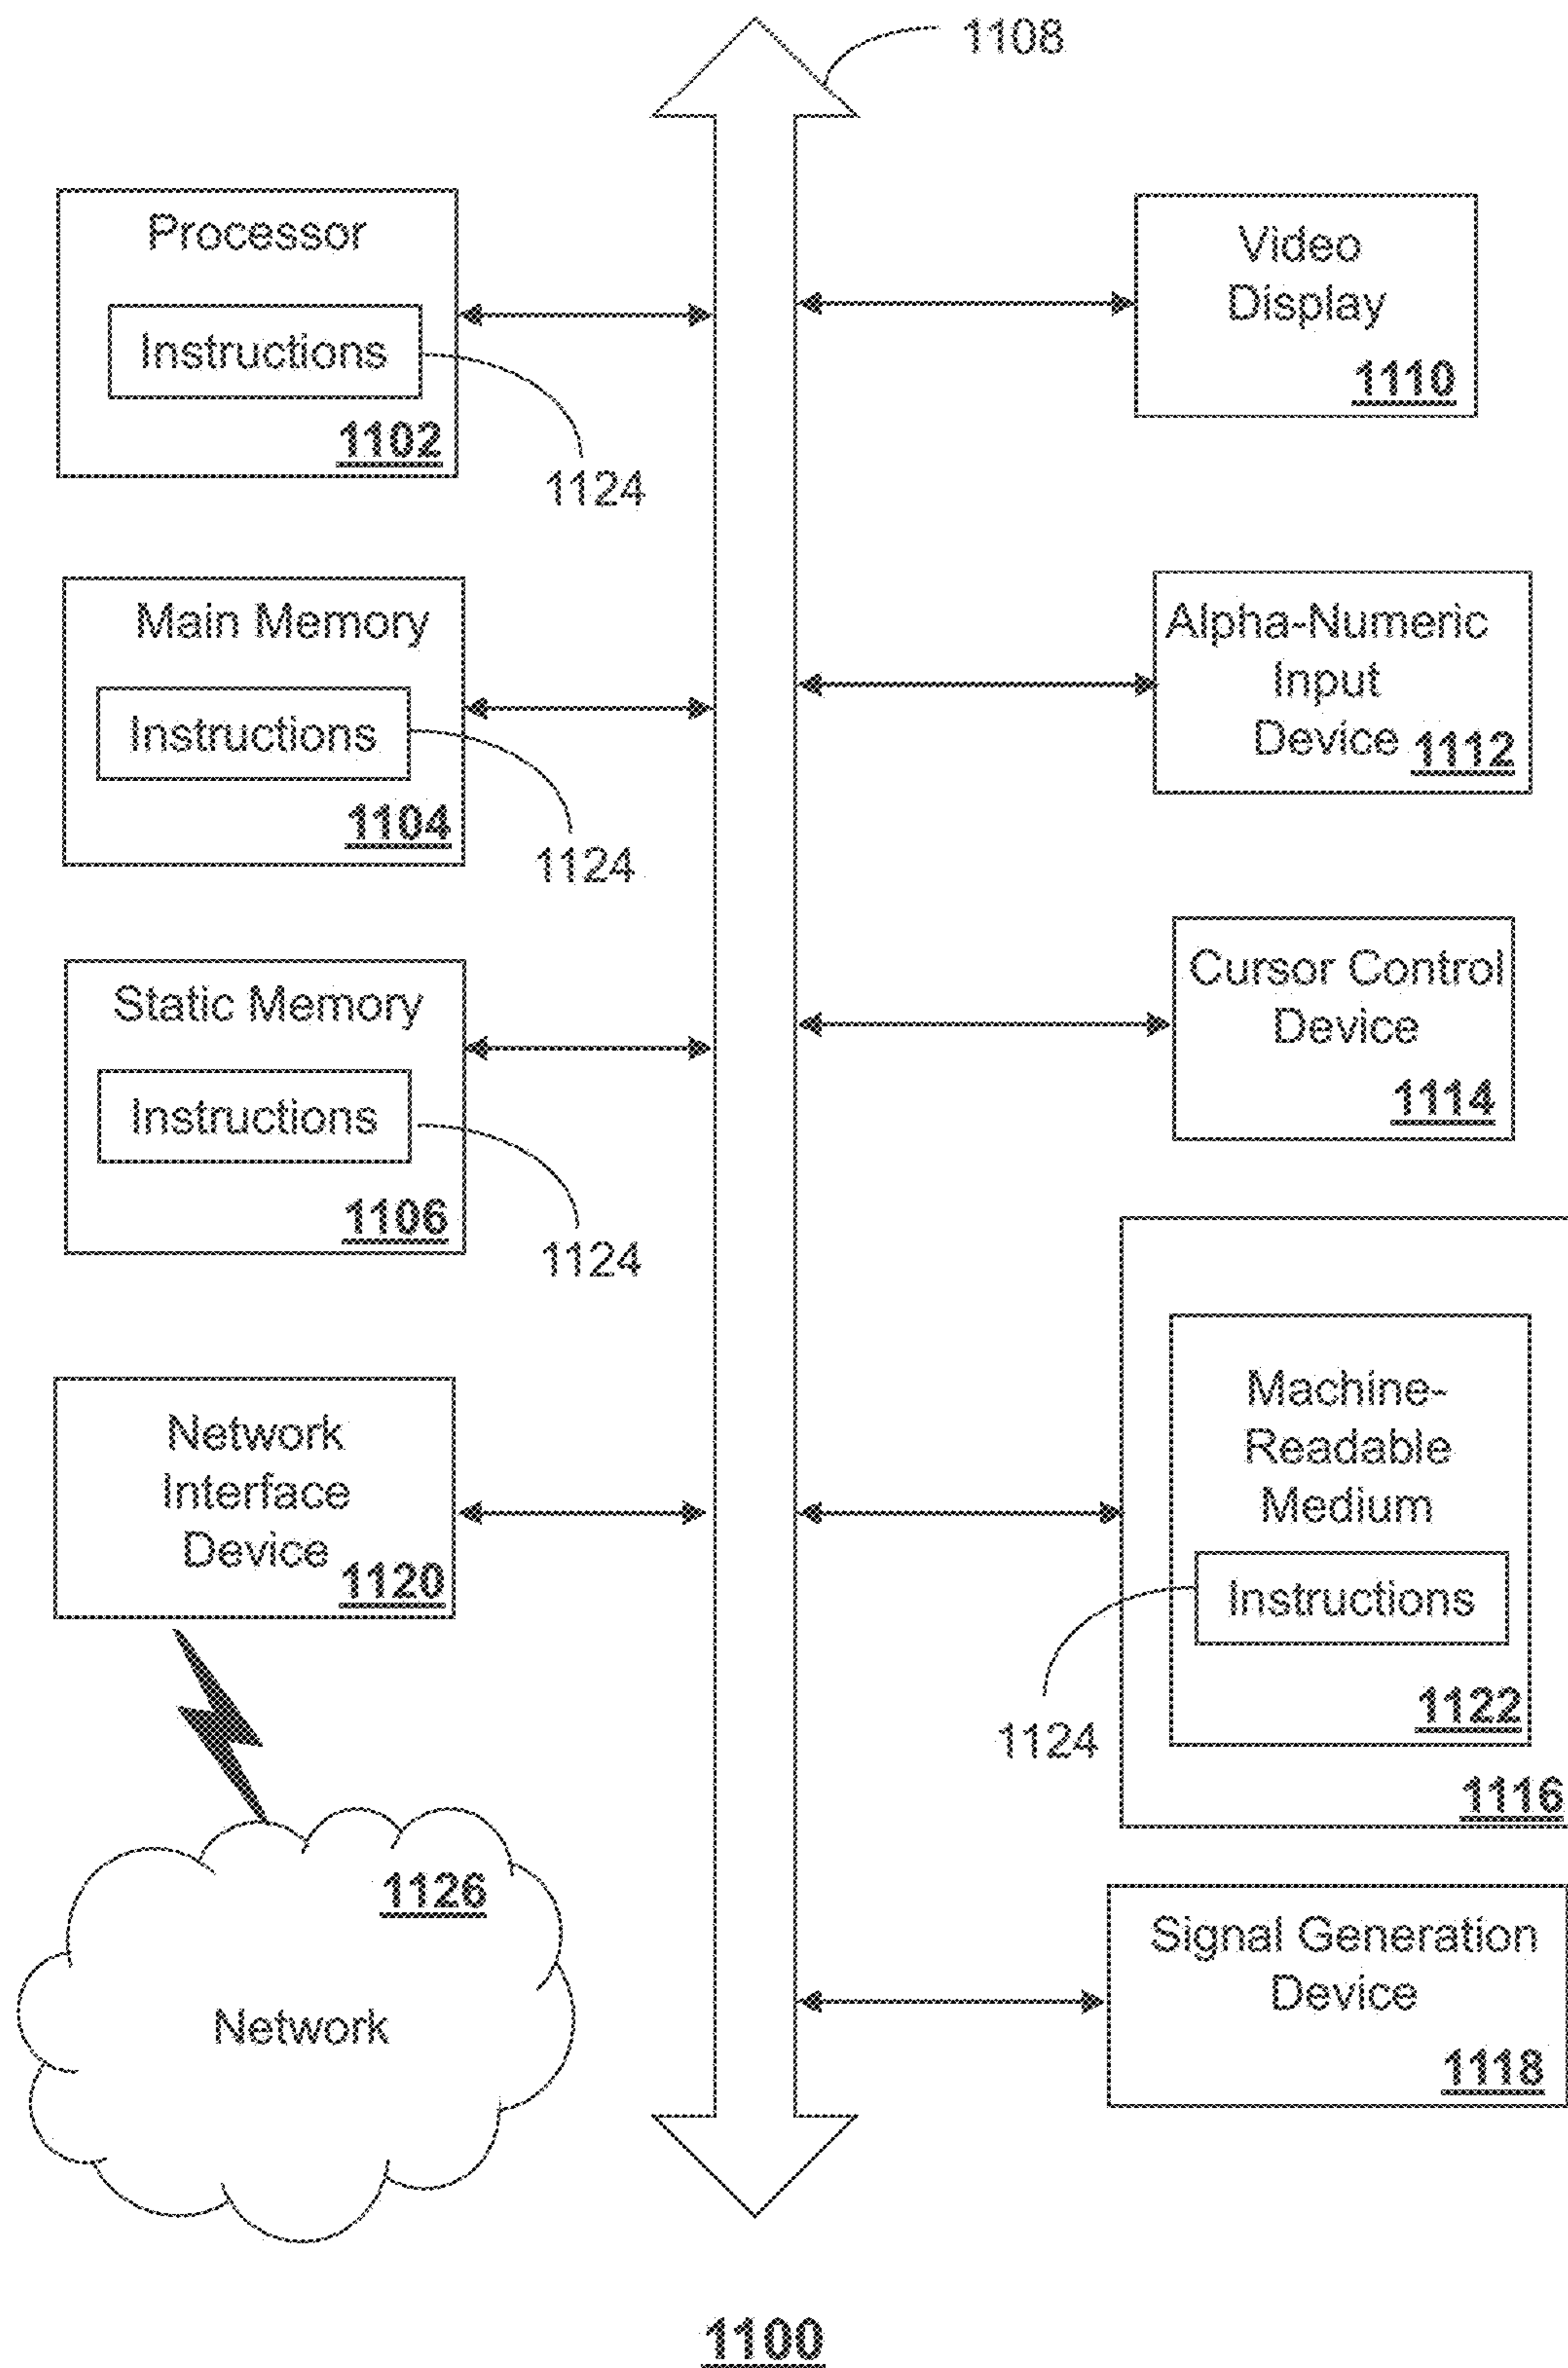 1108
Processor
Instructions
1102
1124
Video
Display
1110
Main Memory
Instructions
1104
1124
Alpha-Numeric
Input
Device
1112
Static Memory
Instructions
1106
1124
Cursor Control
Device
1114
Network
Interface
Device
1120
Machine-
Readable
Medium
Instructions
1124
1122
1116
1126
Network
Signal Generation
Device
1118
1100